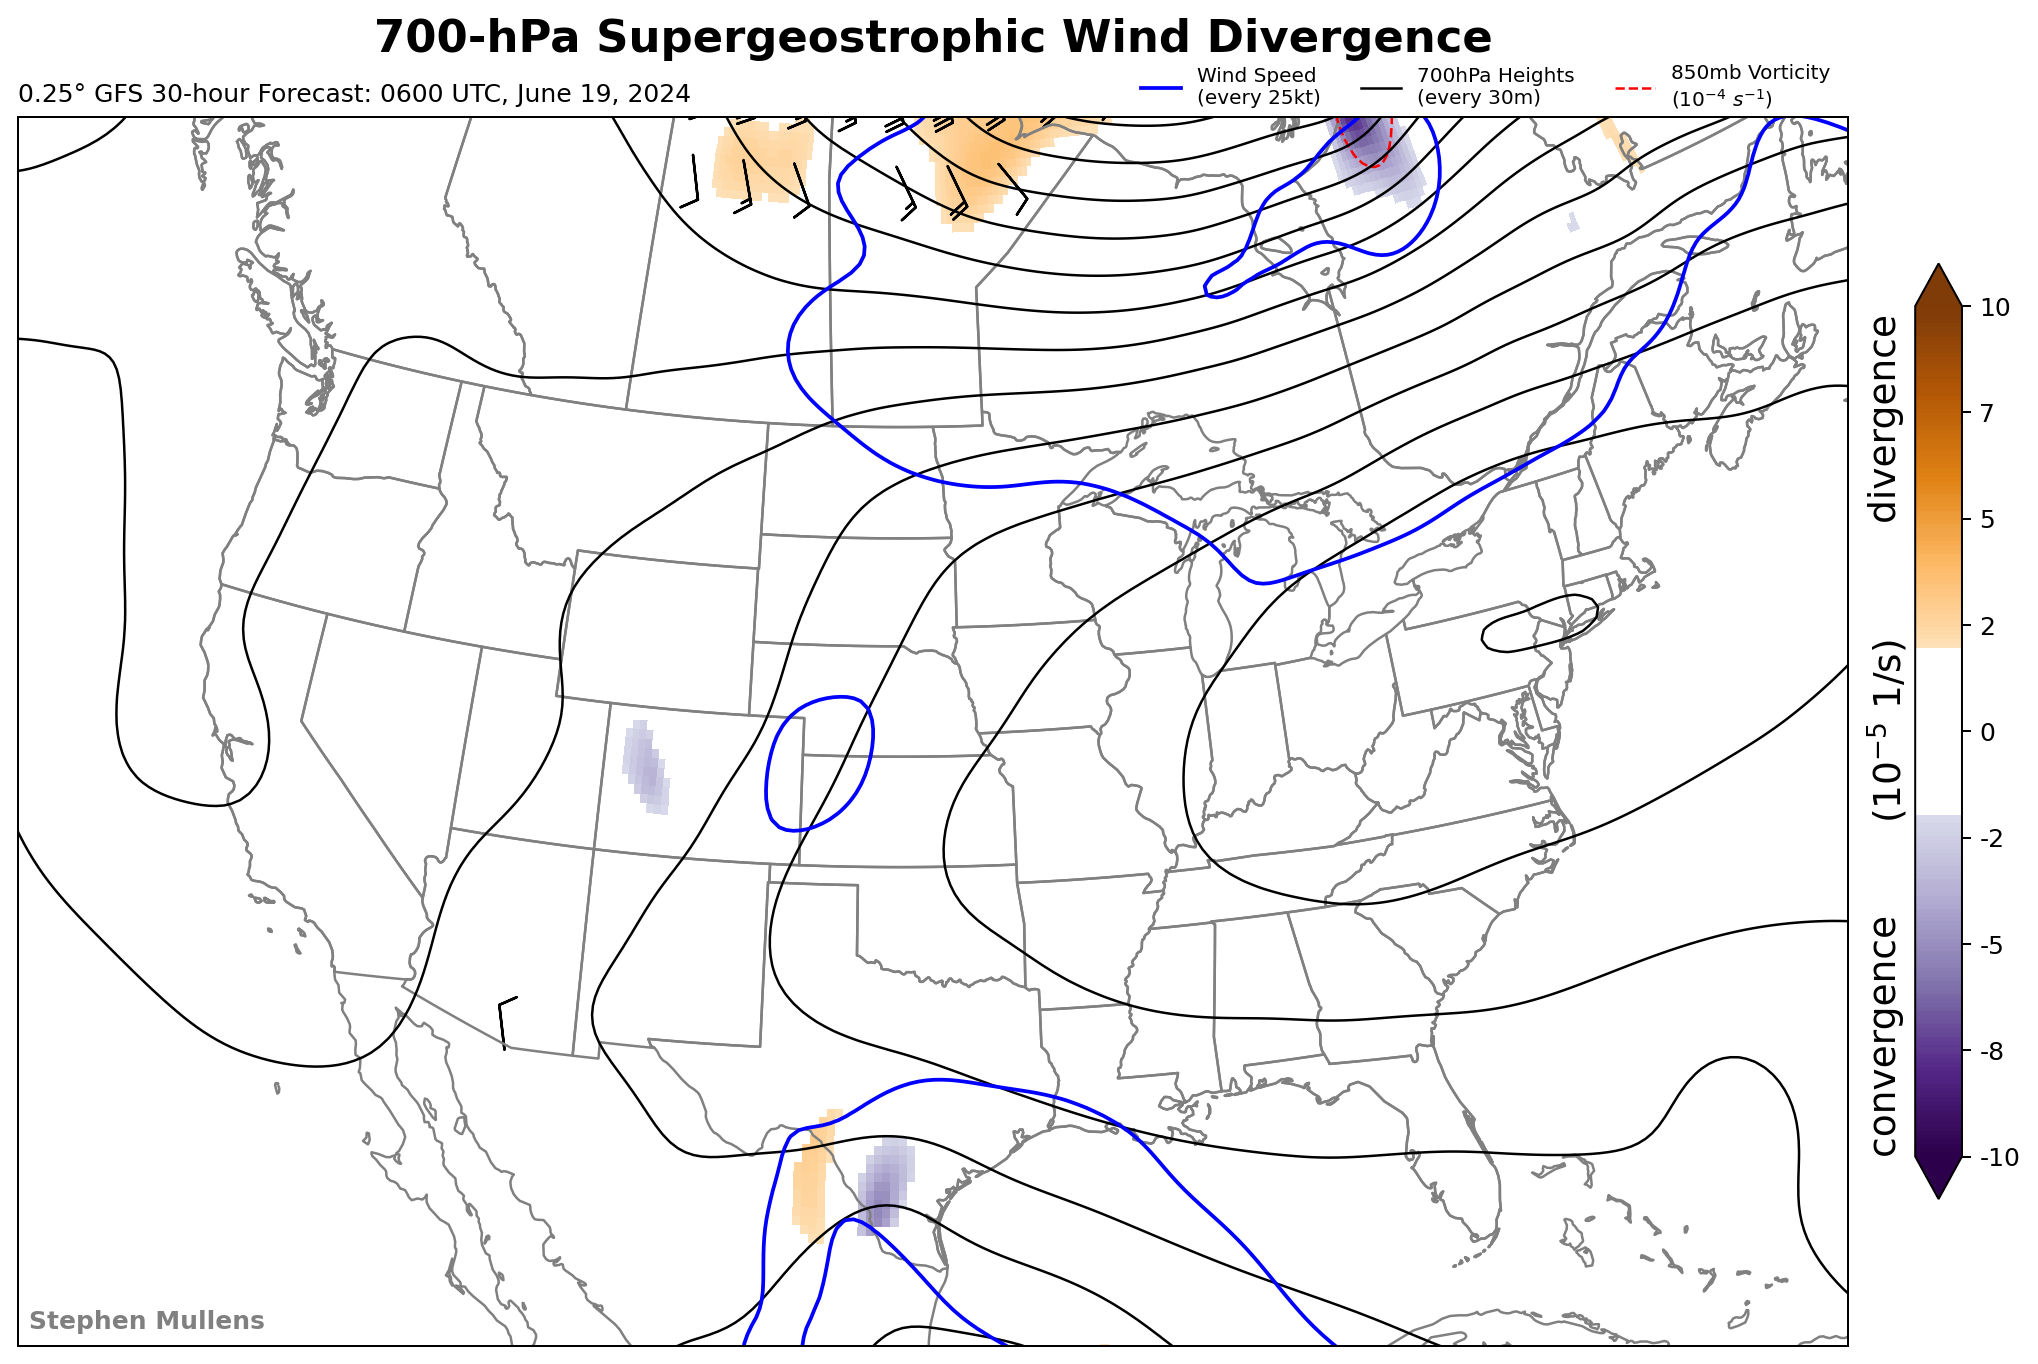 700-hPa Supergeostrophic Wind Divergence
0.25° GFS 30-hour Forecast: 0600 UTC, June 19, 2024
Wind Speed
(every 25kt)
700hPa Heights
(every 30m)
850mb Vorticity
(10⁻⁴ s⁻¹)
10
7
5
2
0
-2
-5
-8
-10
convergence (10⁻⁵ 1/s) divergence
Stephen Mullens